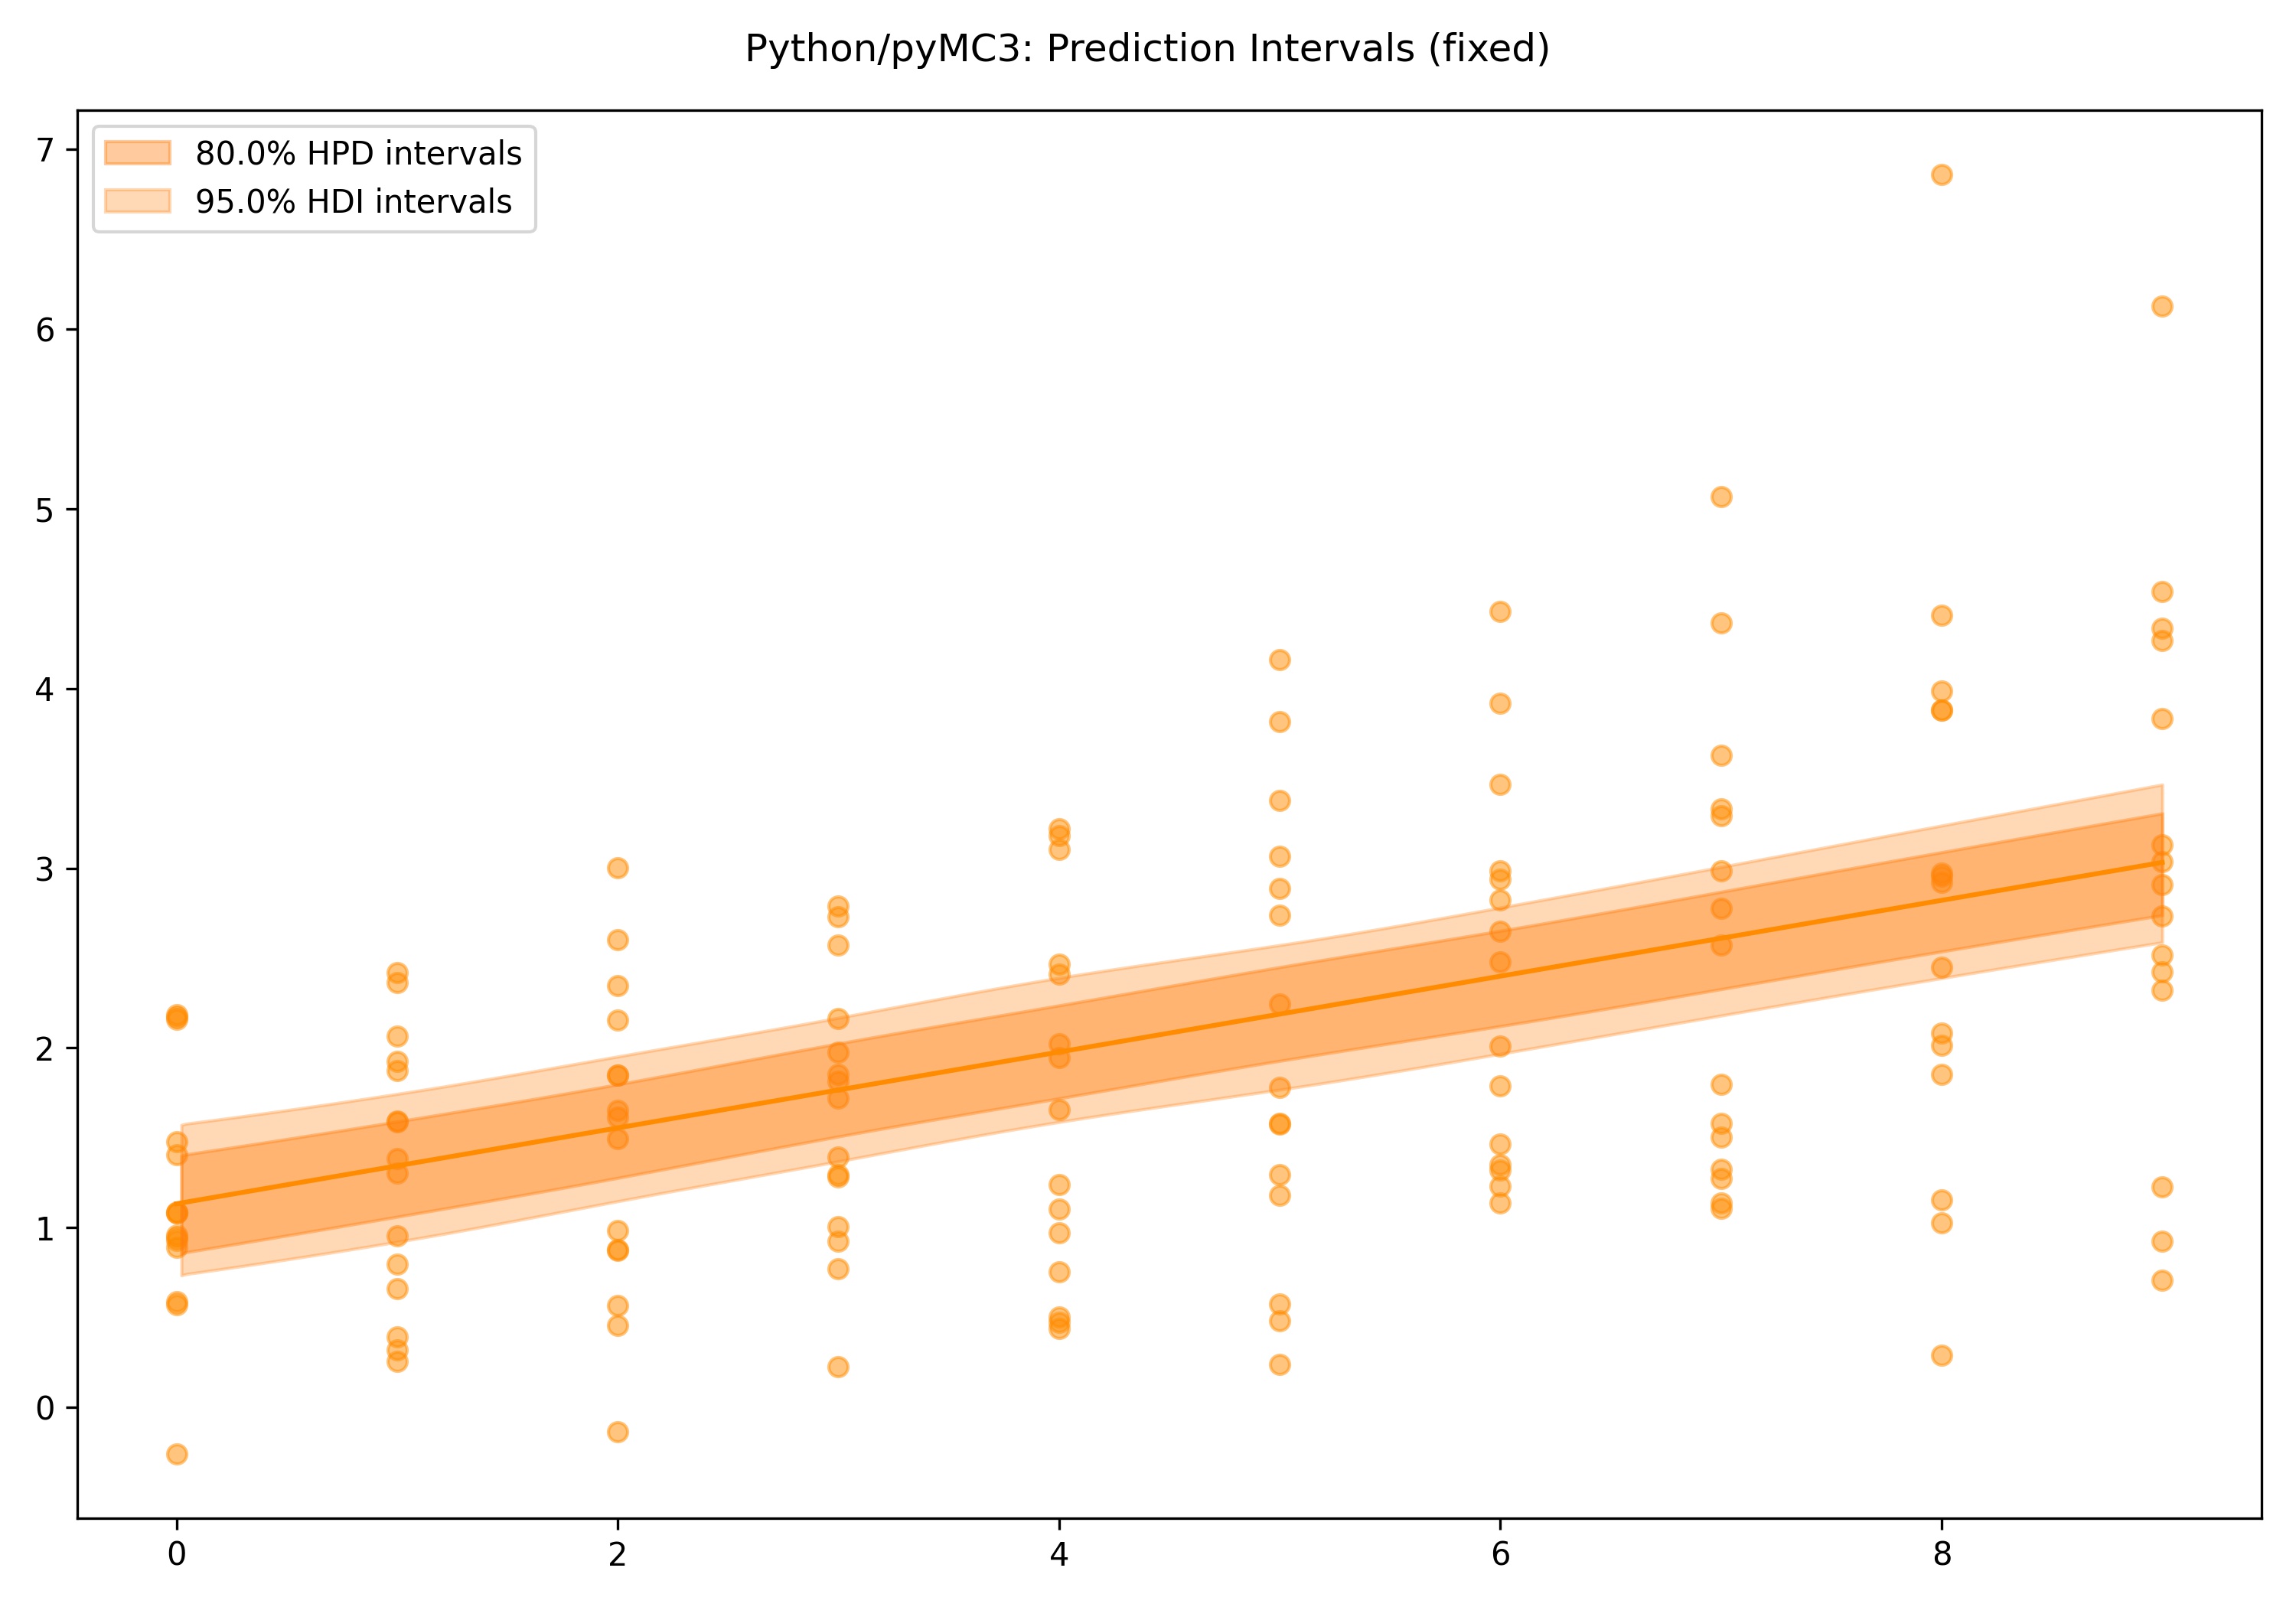 Python/pyMC3: Prediction Intervals (fixed)
80.0% HPD intervals
95.0% HDI intervals
7
6
5
4
3
2
1
0
0 2 4 6 8